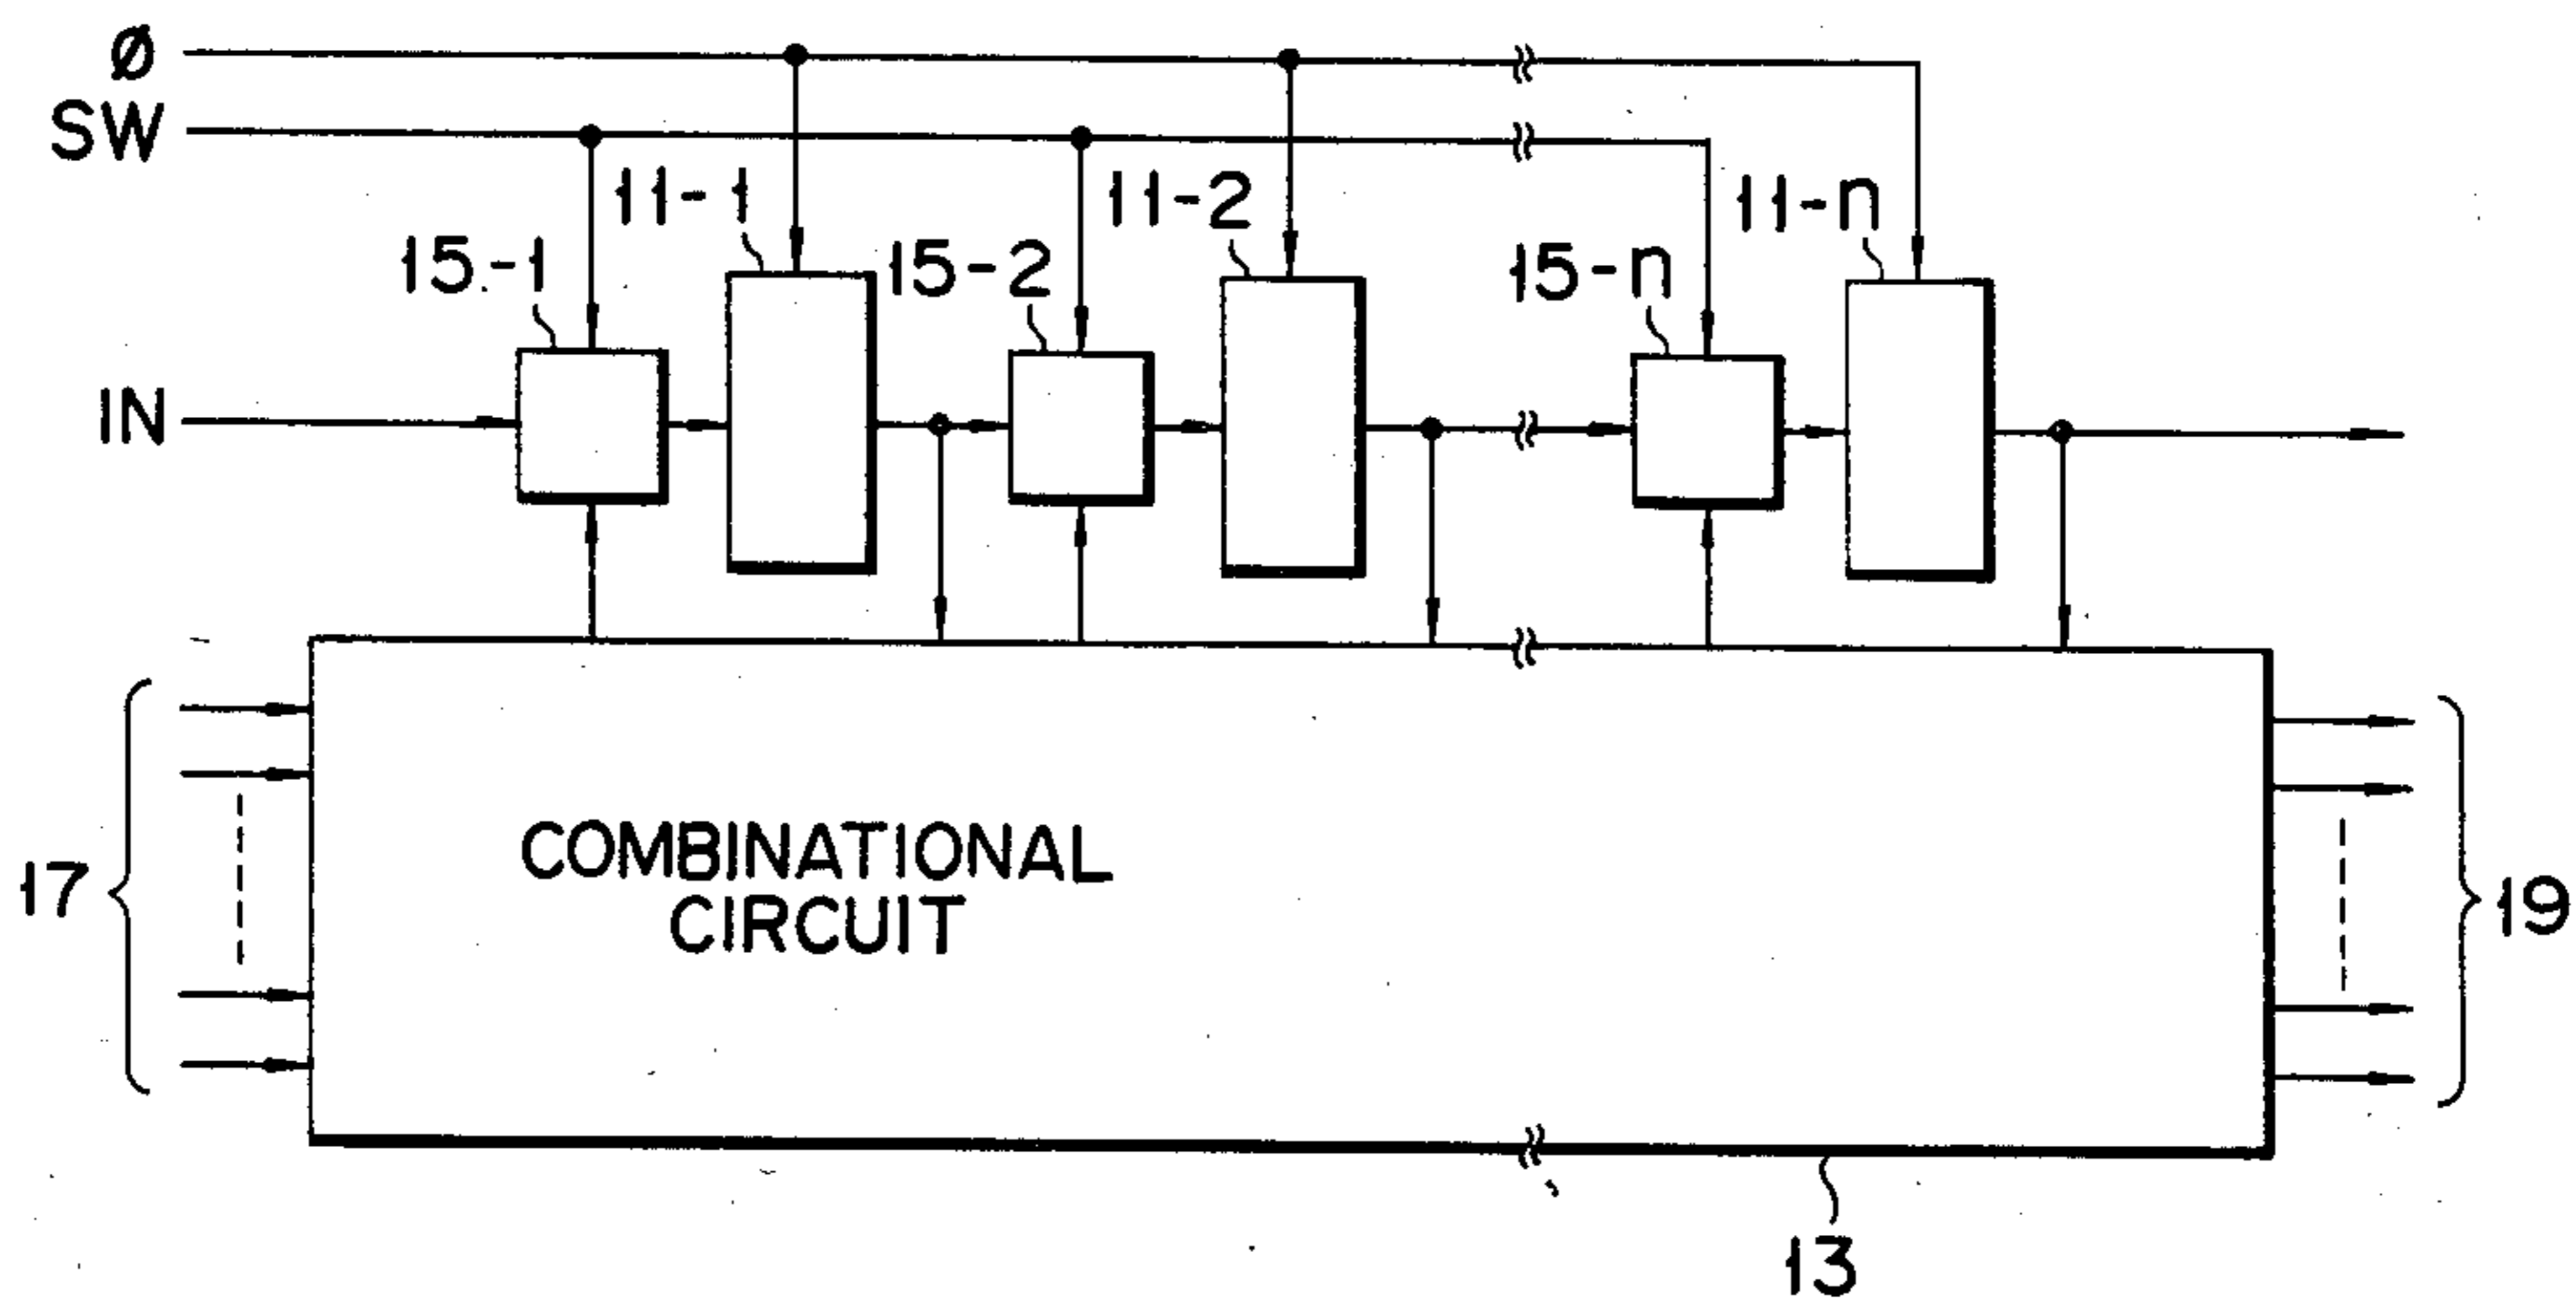 Ø
SW
11-1
11-2
11-n
15-1
15-2
15-n
IN
COMBINATIONAL
CIRCUIT
17
19
13